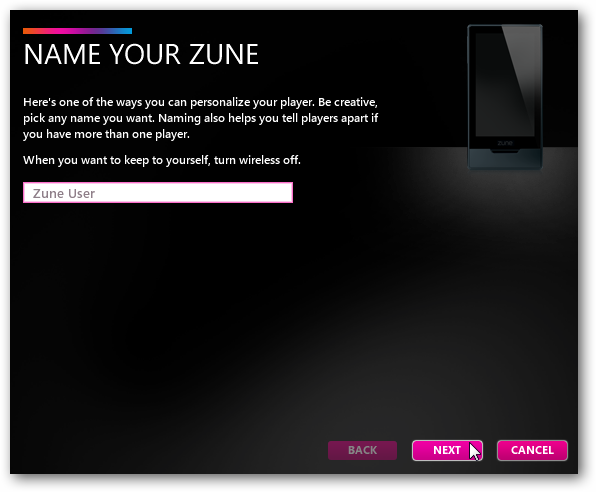 NAME YOUR ZUNE
Here's one of the ways you can personalize your player. Be creative,
pick any name you want. Naming also helps you tell players apart if
you have more than one player.
When you want to keep to yourself, turn wireless off.
Zune User
zune
BACK
NEXT
CANCEL